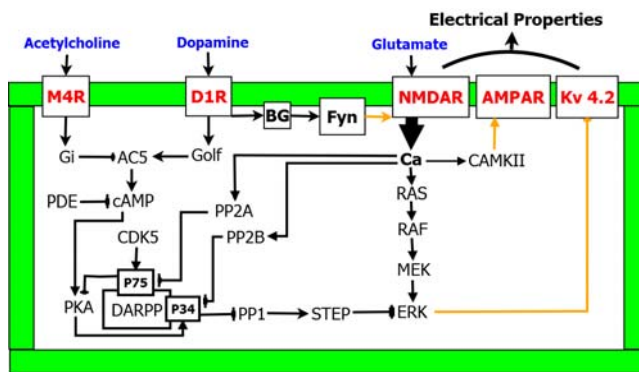 Electrical Properties
Acetylcholine Dopamine Glutamate
M4R D1R NMDAR AMPAR Kv 4.2
BG Fyn
Gi AC5 Golf Ca CAMKII
PDE cAMP RAS
PP2A
CDK5 PP2B RAF
P75 MEK
PKA DARPP P34 PP1 STEP ERK